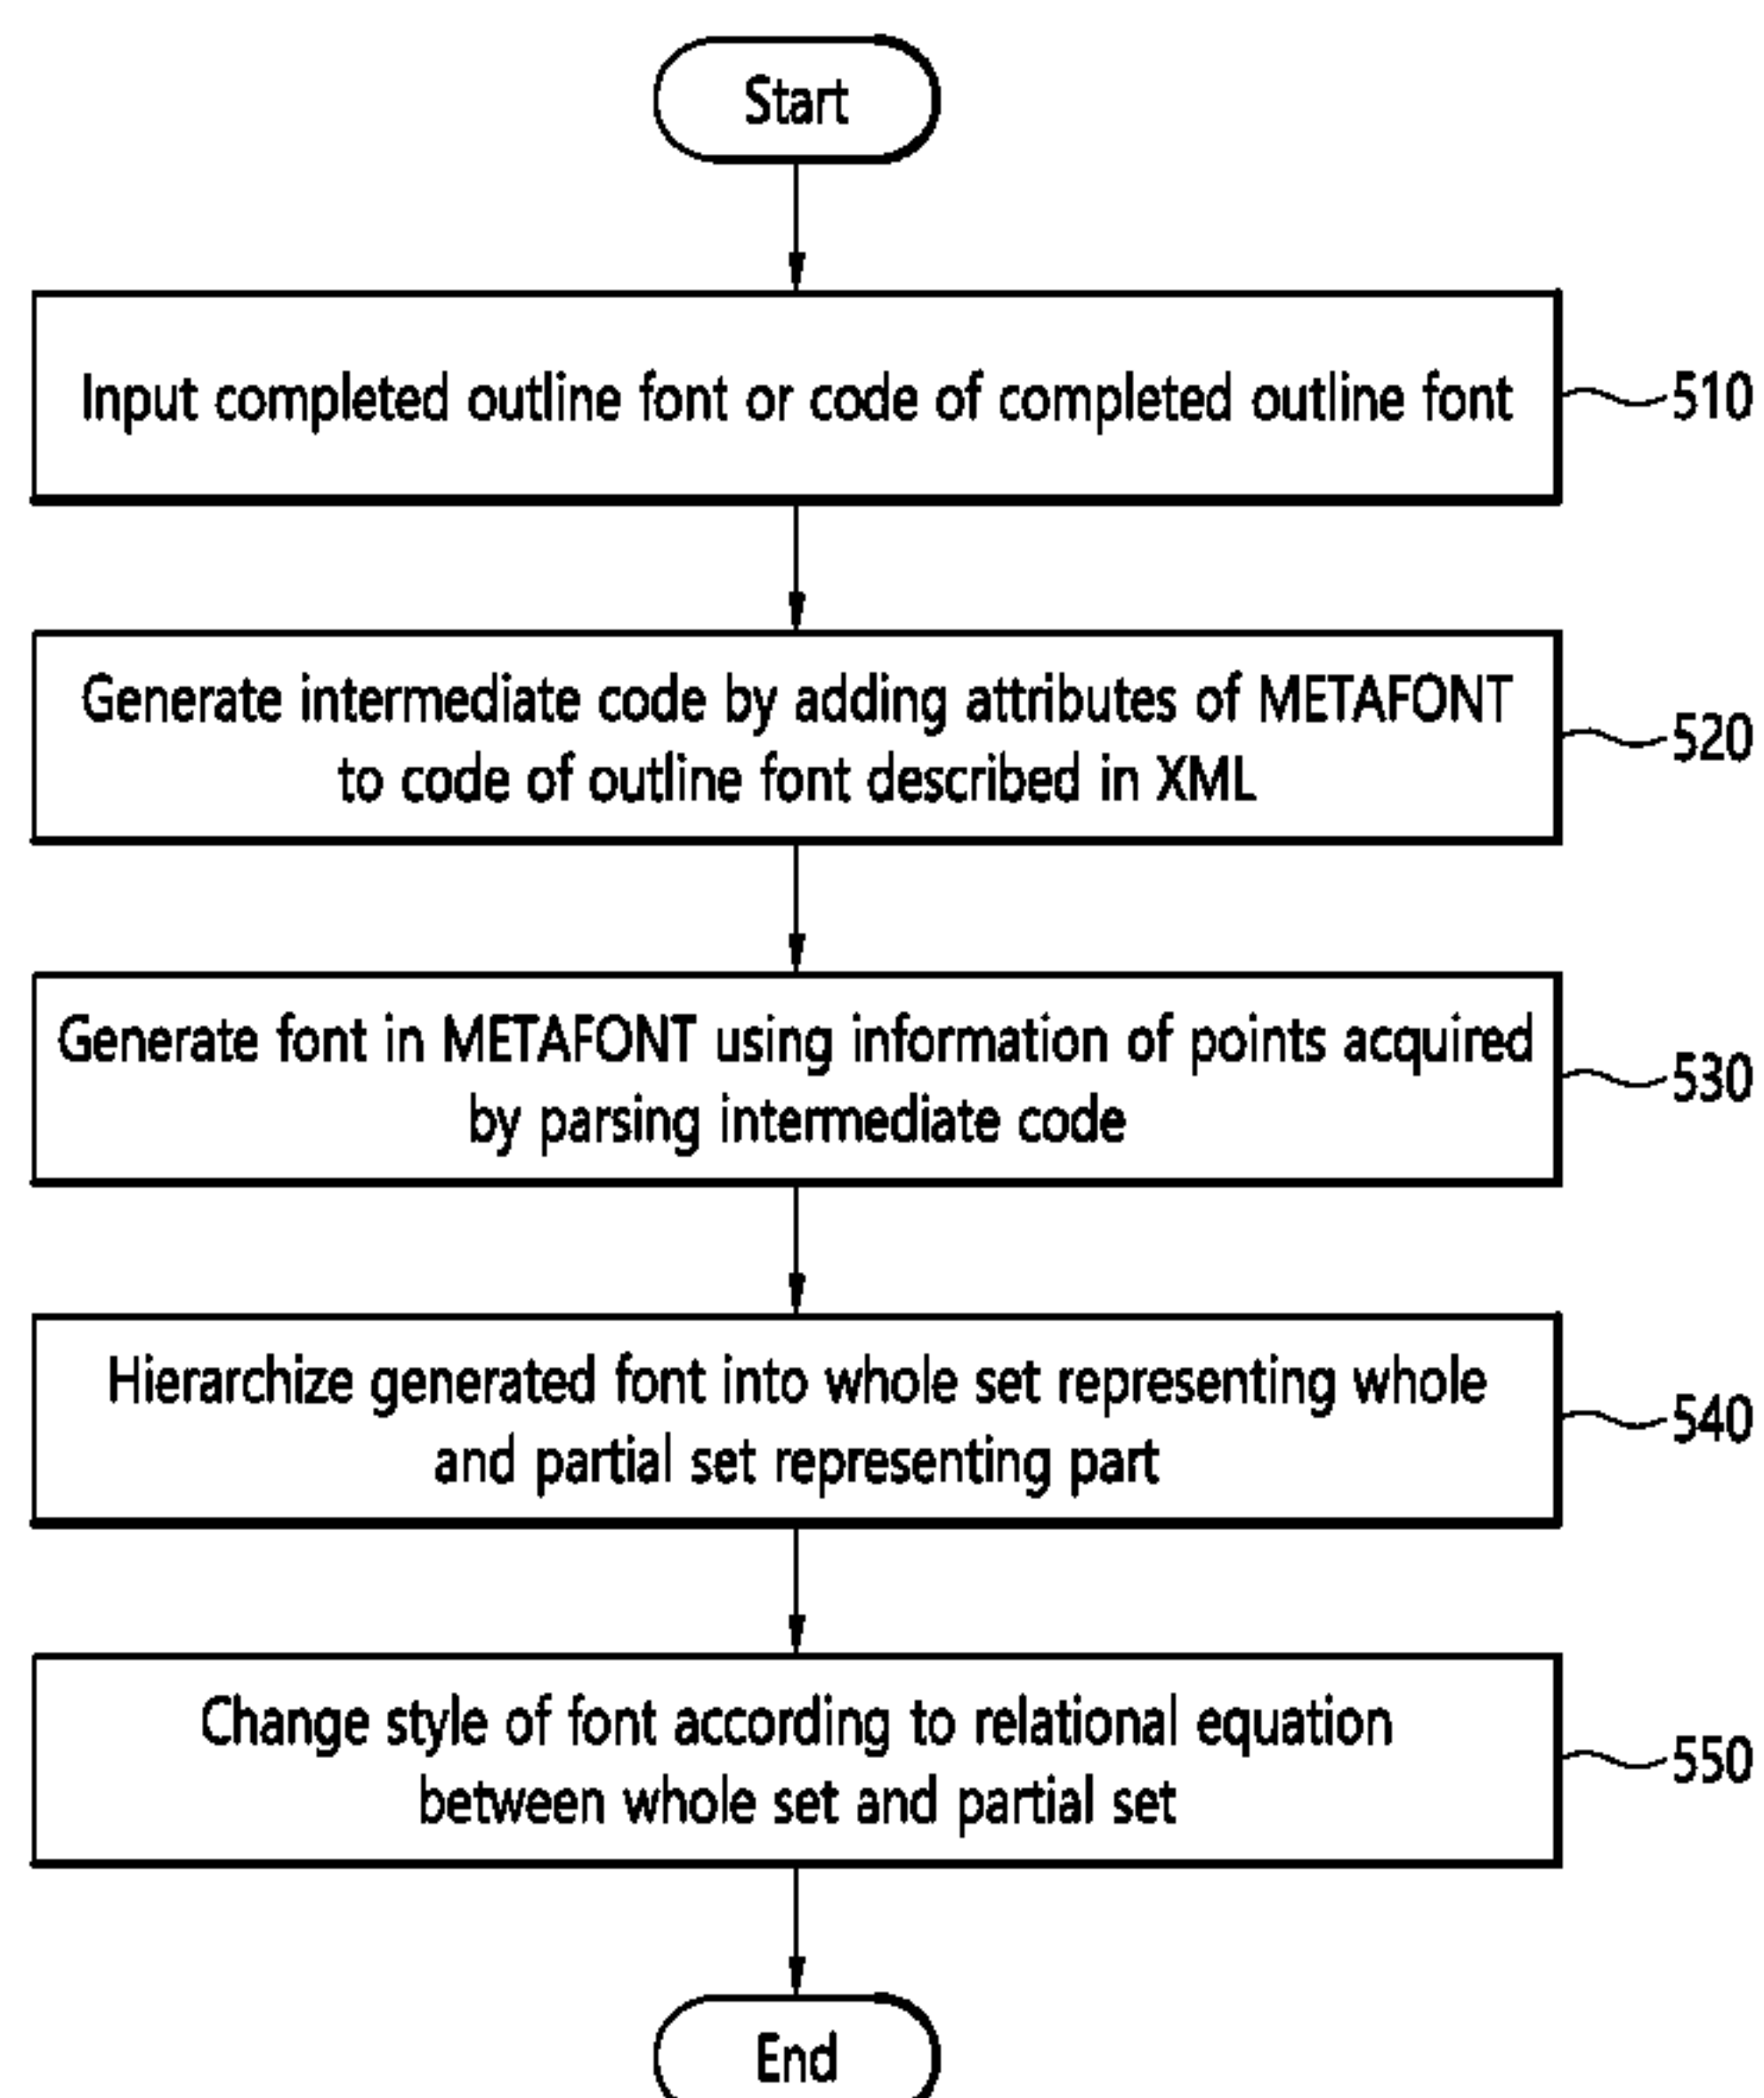 Start
Input completed outline font or code of completed outline font
510
Generate intermediate code by adding attributes of METAFONT
to code of outline font described in XML
520
Generate font in METAFONT using information of points acquired
by parsing intermediate code
530
Hierarchize generated font into whole set representing whole
and partial set representing part
540
Change style of font according to relational equation
between whole set and partial set
550
End